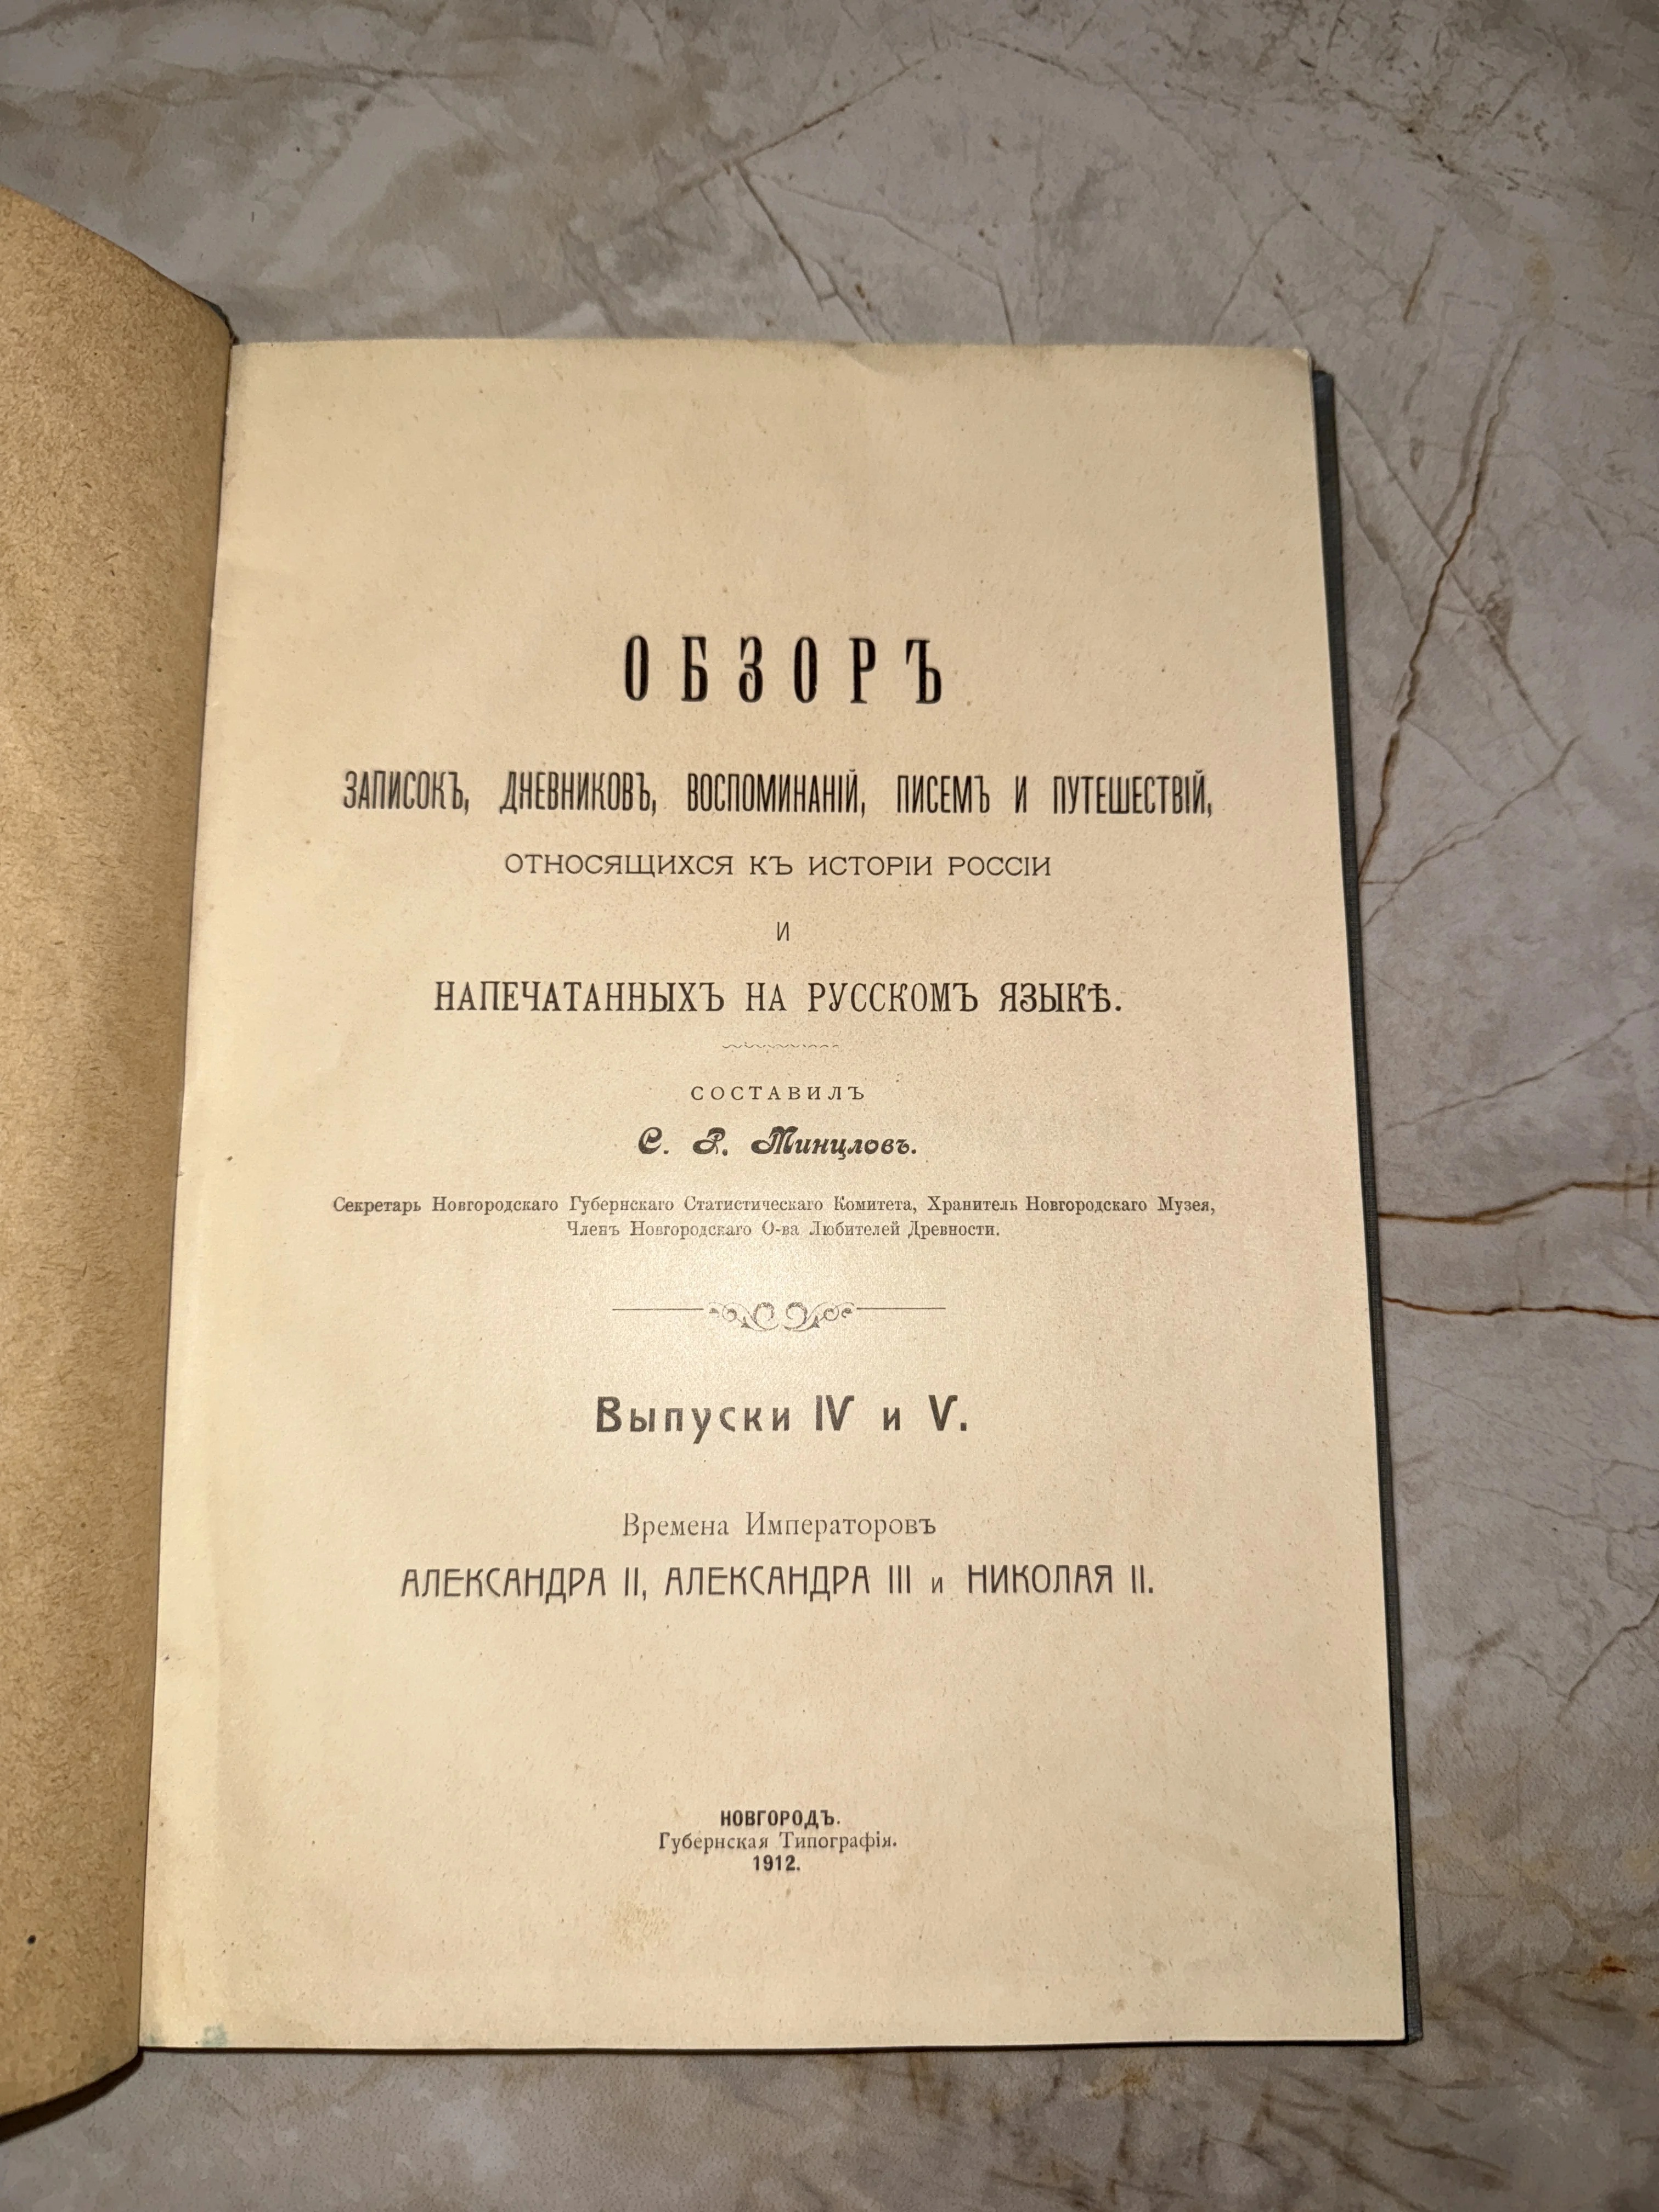 ОБЗОРЪ
ЗАПИСОКЪ, ДНЕВНИКОВЪ, ВОСПОМИНАНІЙ, ПИСЕМЪ И ПУТЕШЕСТВІЙ,
ОТНОСЯЩИХСЯ КЪ ИСТОРІИ РОССІИ
И
НАПЕЧАТАННЫХЪ НА РУССКОМЪ ЯЗЫКѢ.
СОСТАВИЛЪ
С. Р. Минцловъ.
Секретарь Новгородскаго Губернскаго Статистическаго Комитета, Хранитель Новгородскаго Музея,
Членъ Новгородскаго О-ва Любителей Древности.
Выпуски IV и V.
Времена Императоровъ
АЛЕКСАНДРА II, АЛЕКСАНДРА III и НИКОЛАЯ II.
НОВГОРОДЪ.
Губернская Типографія.
1912.